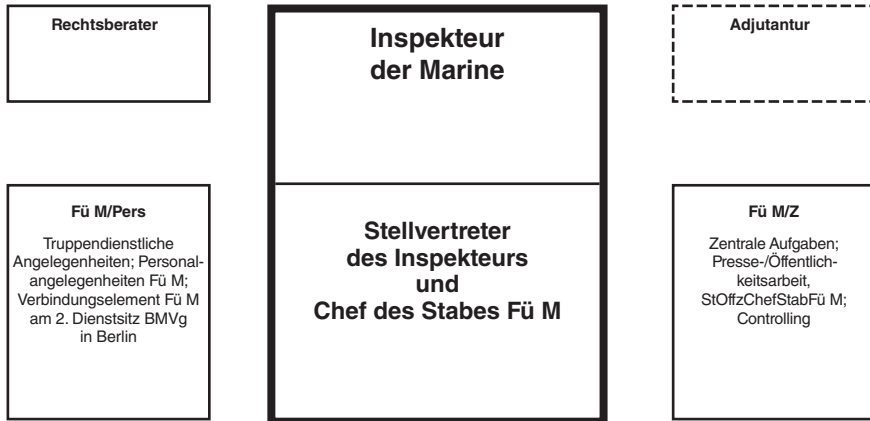 Rechtsberater
Inspekteur
der Marine
Adjutantur
Fü M/Pers
Truppendienstliche
Angelegenheiten; Personal-
angelegenheiten Fü M;
Verbindungselement Fü M
am 2. Dienstsitz BMVg
in Berlin
Stellvertreter
des Inspekteurs
und
Chef des Stabes Fü M
Fü M/Z
Zentrale Aufgaben;
Presse-/Öffentlich-
keitsarbeit,
StOffzChefStabFü M;
Controlling